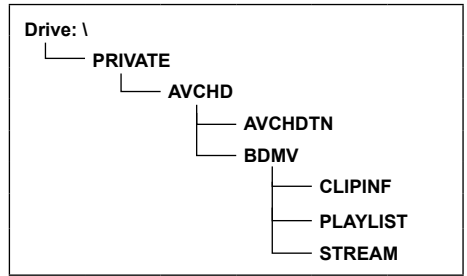 Drive: \
PRIVATE
AVCHD
AVCHDTN
BDMV
CLIPINF
PLAYLIST
STREAM